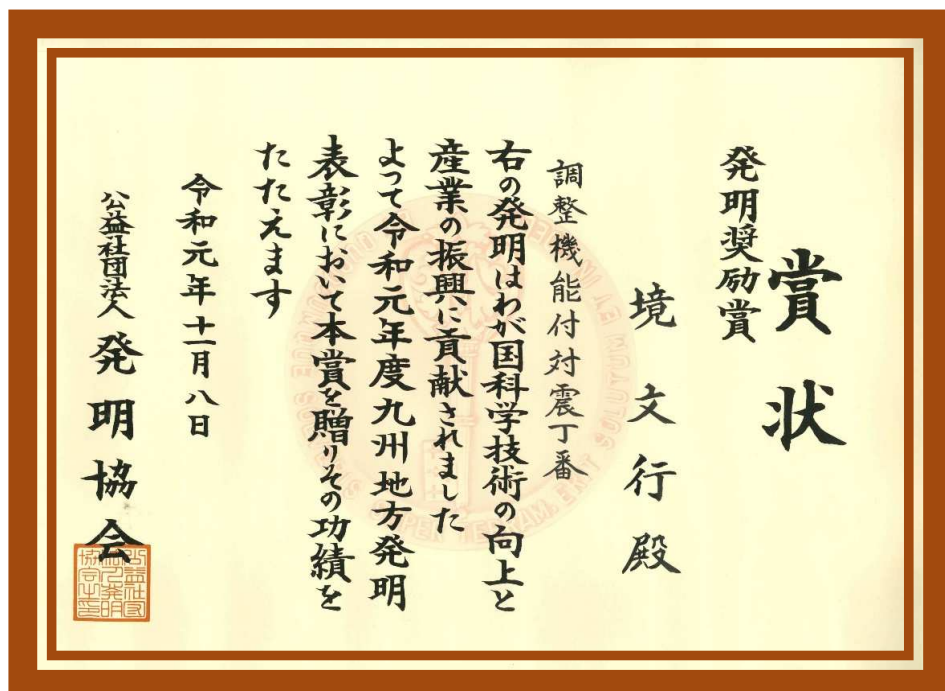 賞状
発明奨励賞
境文行殿
調整機能付対震丁番
右の発明はわが国科学技術の向上と
産業の振興に貢献されました
よって令和元年度九州地方発明
表彰において本賞を贈りその功績を
たたえます
令和元年十一月八日
公益社団法人 発明協会